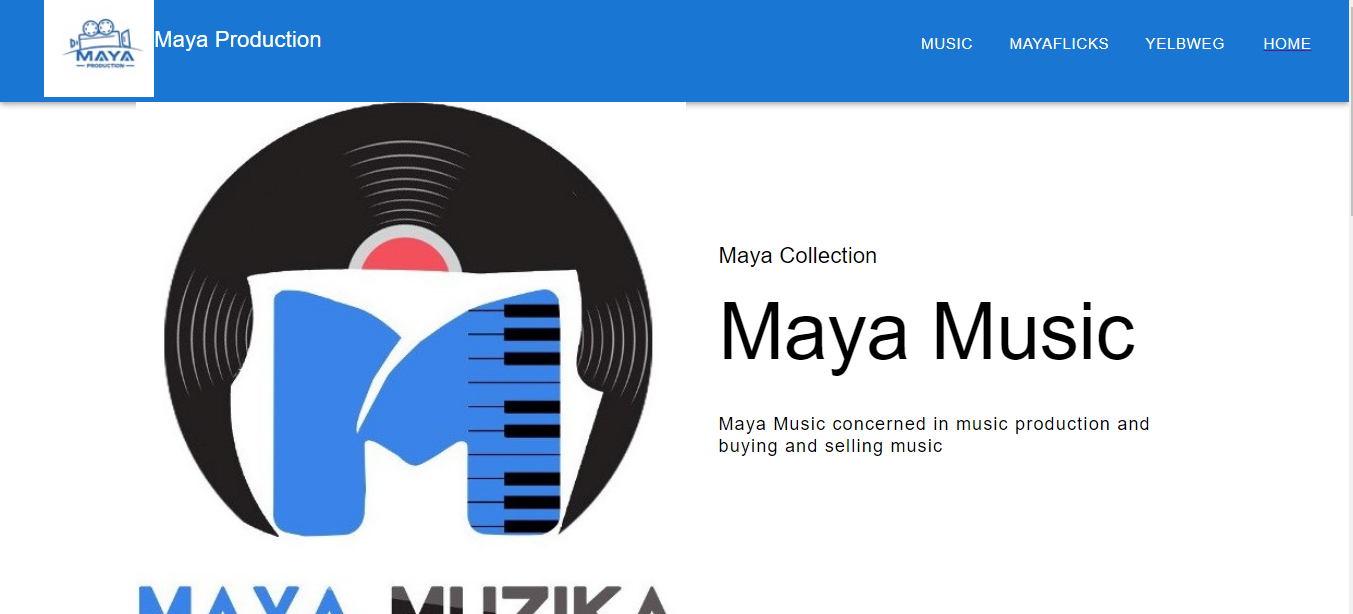 MAYA
PRODUCTION
Maya Production
MUSIC
MAYAFLICKS
YELBWEG
HOME
Maya Collection
Maya Music
Maya Music concerned in music production and
buying and selling music
MAYA MUZIKA